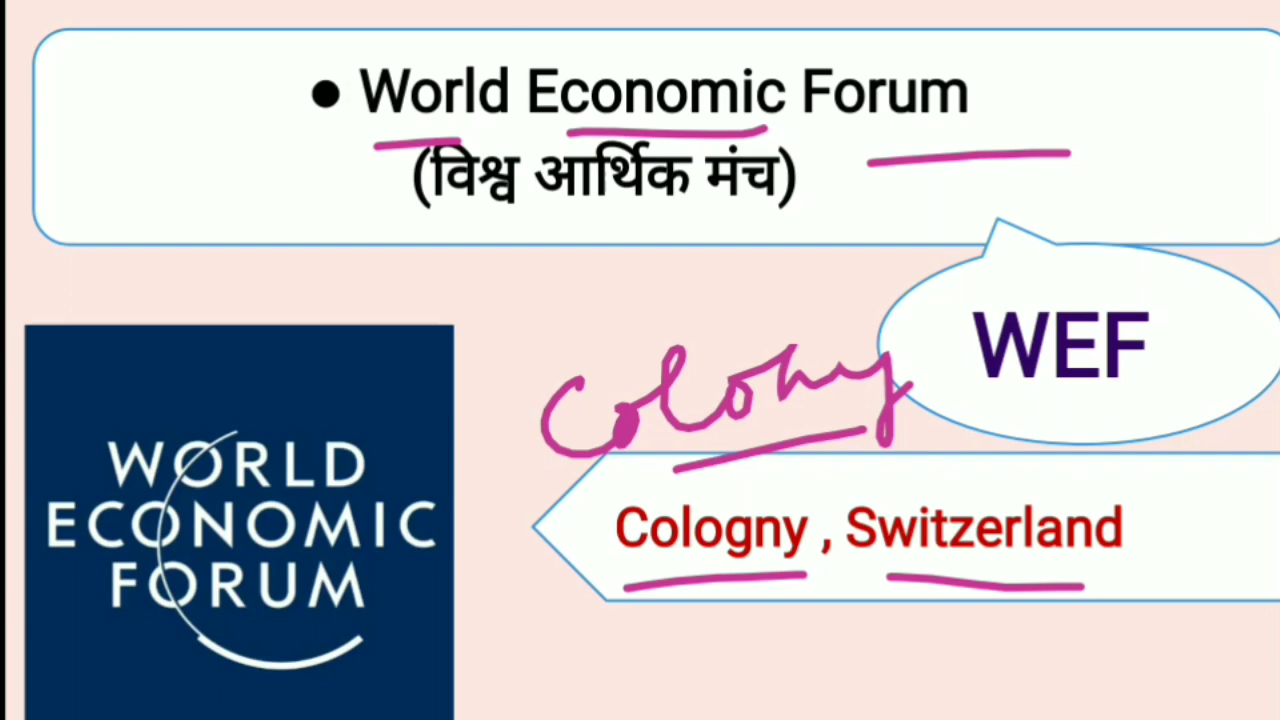 ● World Economic Forum
(विश्व आर्थिक मंच)
WEF
Colony
Cologny , Switzerland
WORLD
ECONOMIC
FORUM